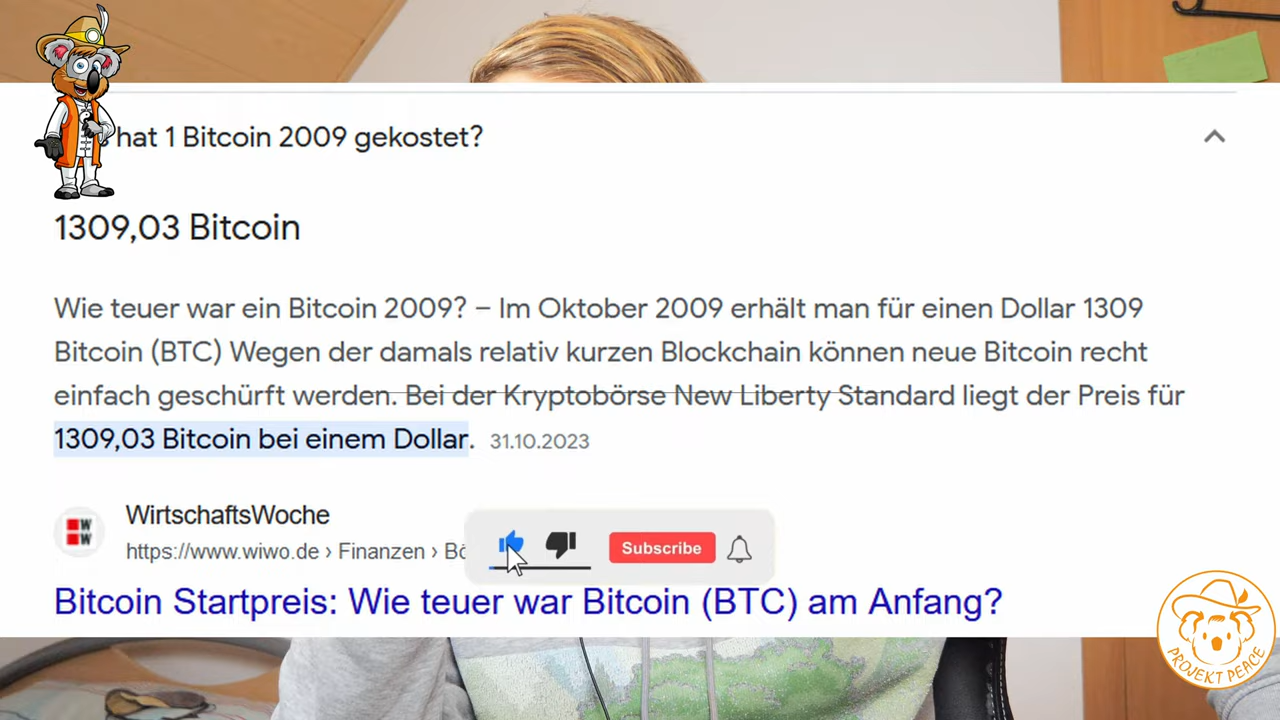 hat 1 Bitcoin 2009 gekostet?
1309,03 Bitcoin
Wie teuer war ein Bitcoin 2009? – Im Oktober 2009 erhält man für einen Dollar 1309
Bitcoin (BTC) Wegen der damals relativ kurzen Blockchain können neue Bitcoin recht
einfach geschürft werden. Bei der Kryptobörse New Liberty Standard liegt der Preis für
1309,03 Bitcoin bei einem Dollar. 31.10.2023
WirtschaftsWoche
https://www.wiwo.de › Finanzen › Bö
Subscribe
Bitcoin Startpreis: Wie teuer war Bitcoin (BTC) am Anfang?
PROJEKT PEACE